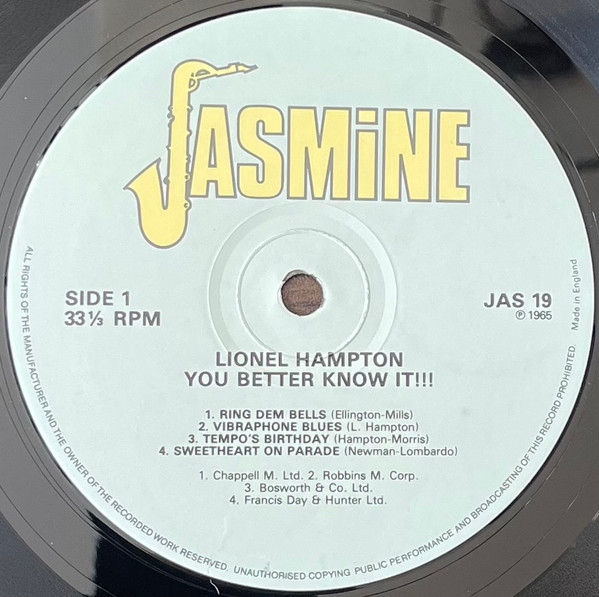 JASMiNE
SIDE 1
33⅓ RPM
JAS 19
℗ 1965
Made in England
LIONEL HAMPTON
YOU BETTER KNOW IT!!!
1. RING DEM BELLS (Ellington-Mills)
2. VIBRAPHONE BLUES (L. Hampton)
3. TEMPO'S BIRTHDAY (Hampton-Morris)
4. SWEETHEART ON PARADE (Newman-Lombardo)
1. Chappell M. Ltd. 2. Robbins M. Corp.
3. Bosworth & Co. Ltd.
4. Francis Day & Hunter Ltd.
ALL RIGHTS OF THE MANUFACTURER AND THE OWNER OF THE RECORDED WORK RESERVED. UNAUTHORISED COPYING PUBLIC PERFORMANCE AND BROADCASTING OF THIS RECORD PROHIBITED.